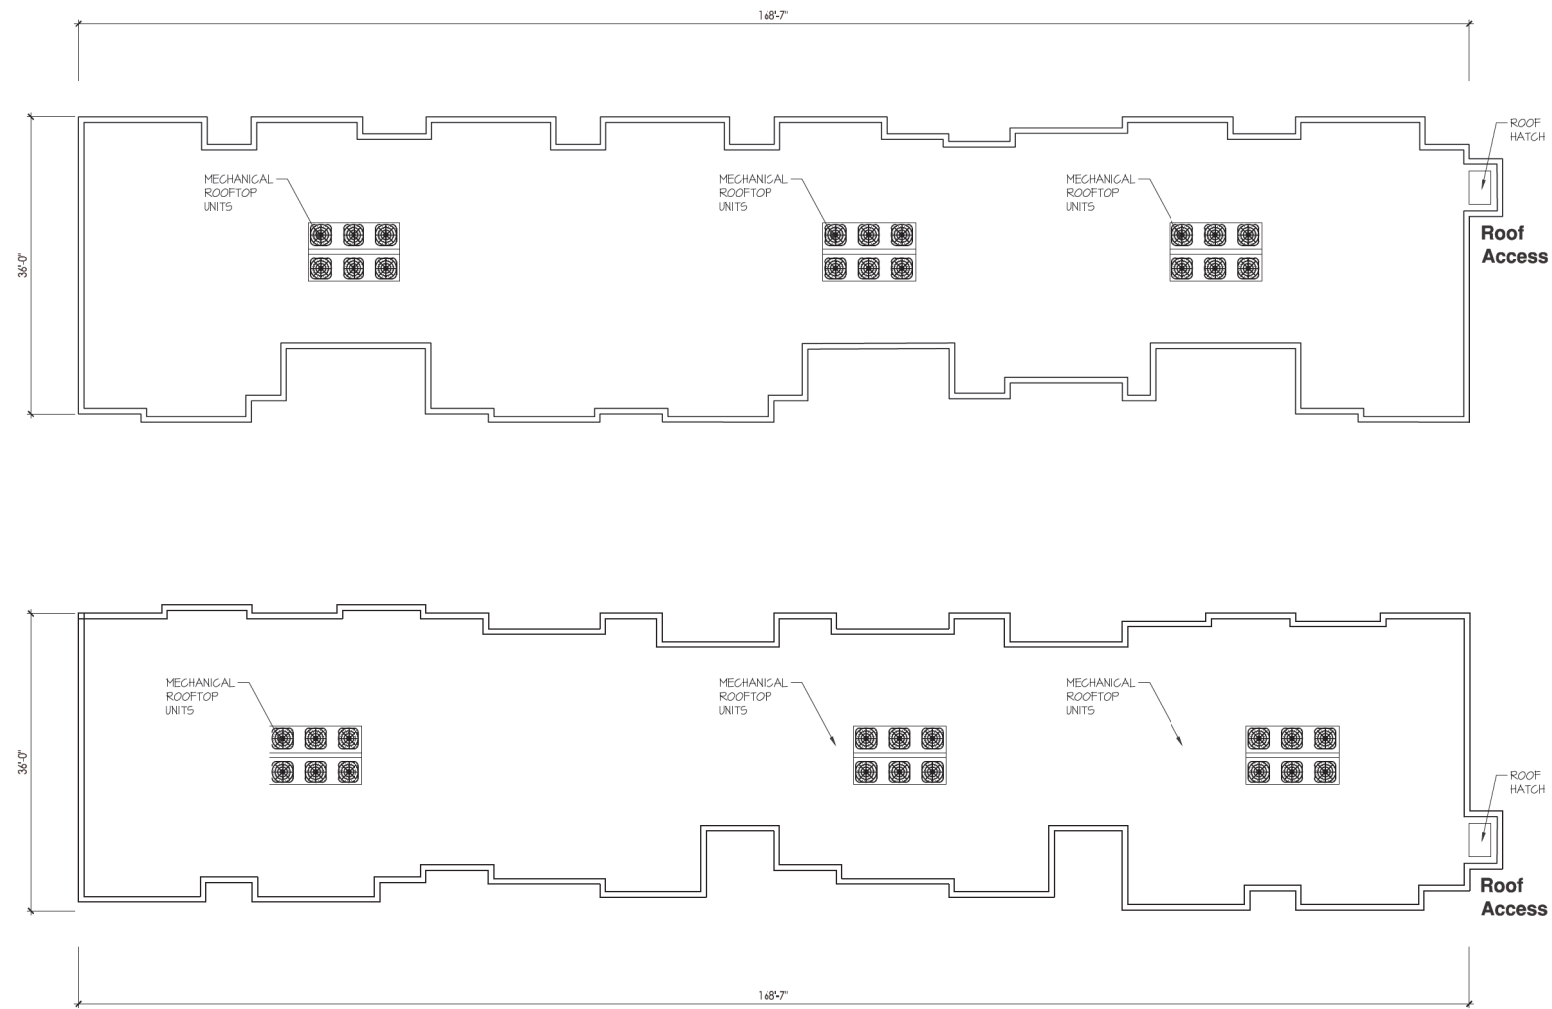 168'-7"
ROOF
HATCH
MECHANICAL
ROOFTOP
UNITS
MECHANICAL
ROOFTOP
UNITS
MECHANICAL
ROOFTOP
UNITS
Roof
Access
36'-0"
MECHANICAL
ROOFTOP
UNITS
MECHANICAL
ROOFTOP
UNITS
MECHANICAL
ROOFTOP
UNITS
36'-0"
ROOF
HATCH
Roof
Access
168'-7"